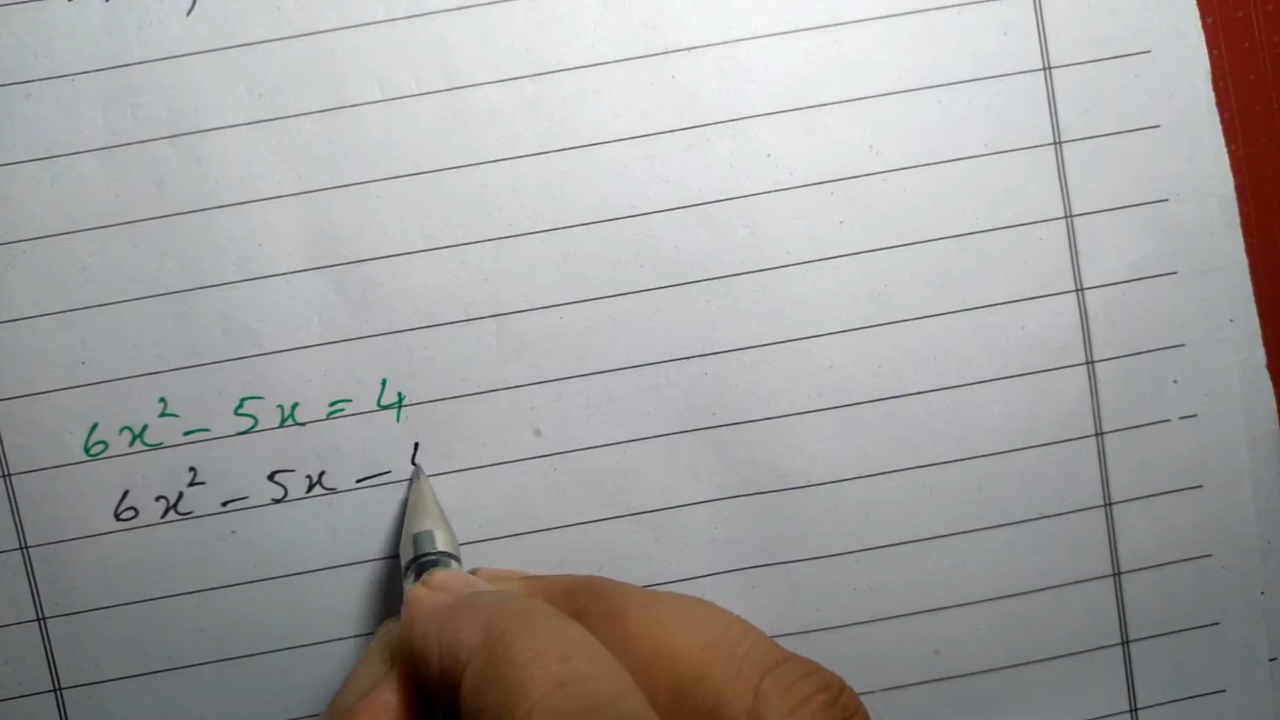 6x² - 5x = 4
6x² - 5x -